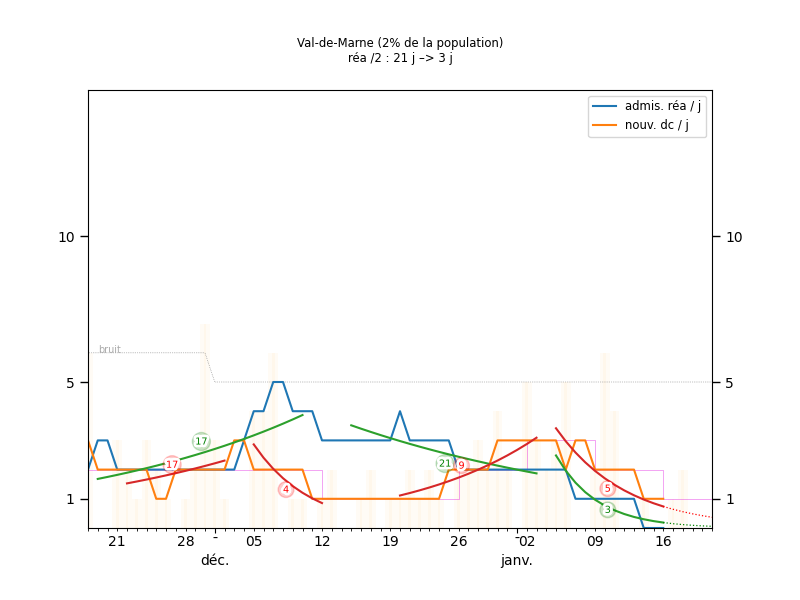 Val-de-Marne (2% de la population)
réa /2 : 21 j –> 3 j
admis. réa / j
nouv. dc / j
10 10
bruit
5 5
17
17
21 9
4
5
3
1 1
21 28 05 12 19 26 02 09 16
déc. janv.